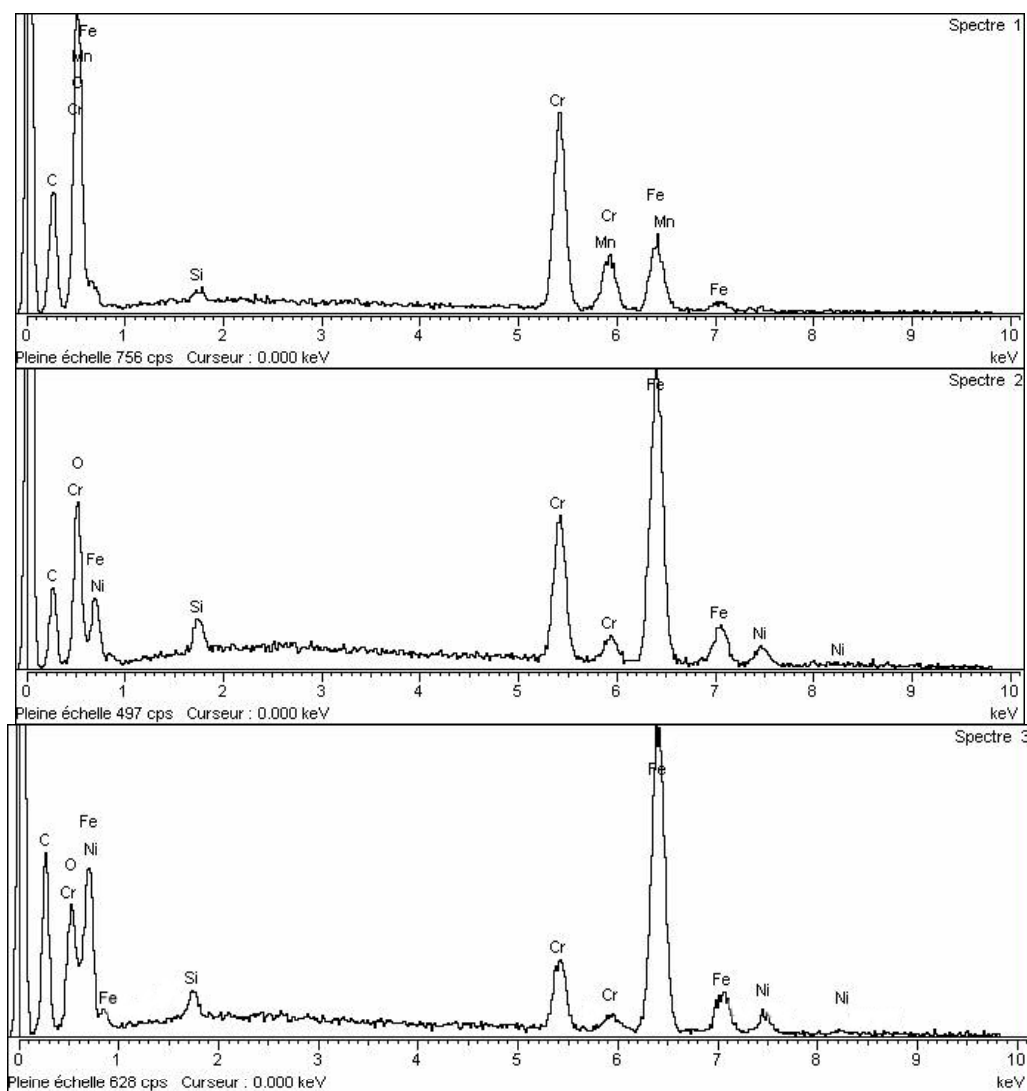 Spectre 1
Fe
Mn
O
Cr
C
Si
Cr
Cr
Mn
Fe
Mn
Fe
0 1 2 3 4 5 6 7 8 9 10
Pleine échelle 756 cps Curseur : 0.000 keV keV
Spectre 2
O
Cr
Fe
C
Ni
Si
Cr
Cr
Fe
Fe
Ni
Ni
0 1 2 3 4 5 6 7 8 9 10
Pleine échelle 497 cps Curseur : 0.000 keV keV
Spectre 3
C
O
Cr
Fe
Ni
Fe
Si
Cr
Cr
Fe
Fe
Ni
Ni
0 1 2 3 4 5 6 7 8 9 10
Pleine échelle 628 cps Curseur : 0.000 keV keV